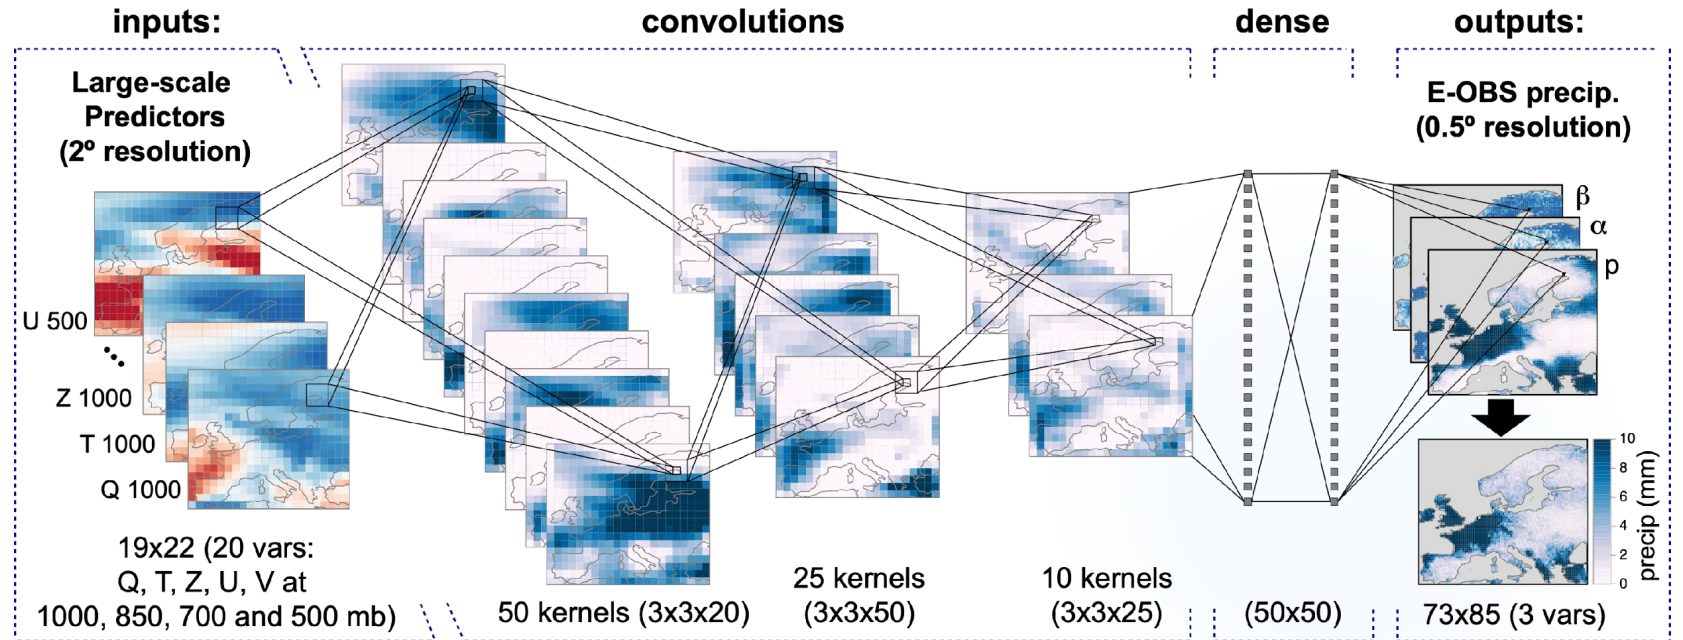 inputs:
convolutions
dense
outputs:
Large-scale
Predictors
(2º resolution)
E-OBS precip.
(0.5º resolution)
β
α
p
U 500
Z 1000
T 1000
Q 1000
10
8
6
4
2
0
precip (mm)
19x22 (20 vars:
Q, T, Z, U, V at
1000, 850, 700 and 500 mb)
50 kernels (3x3x20)
25 kernels
(3x3x50)
10 kernels
(3x3x25)
(50x50)
73x85 (3 vars)